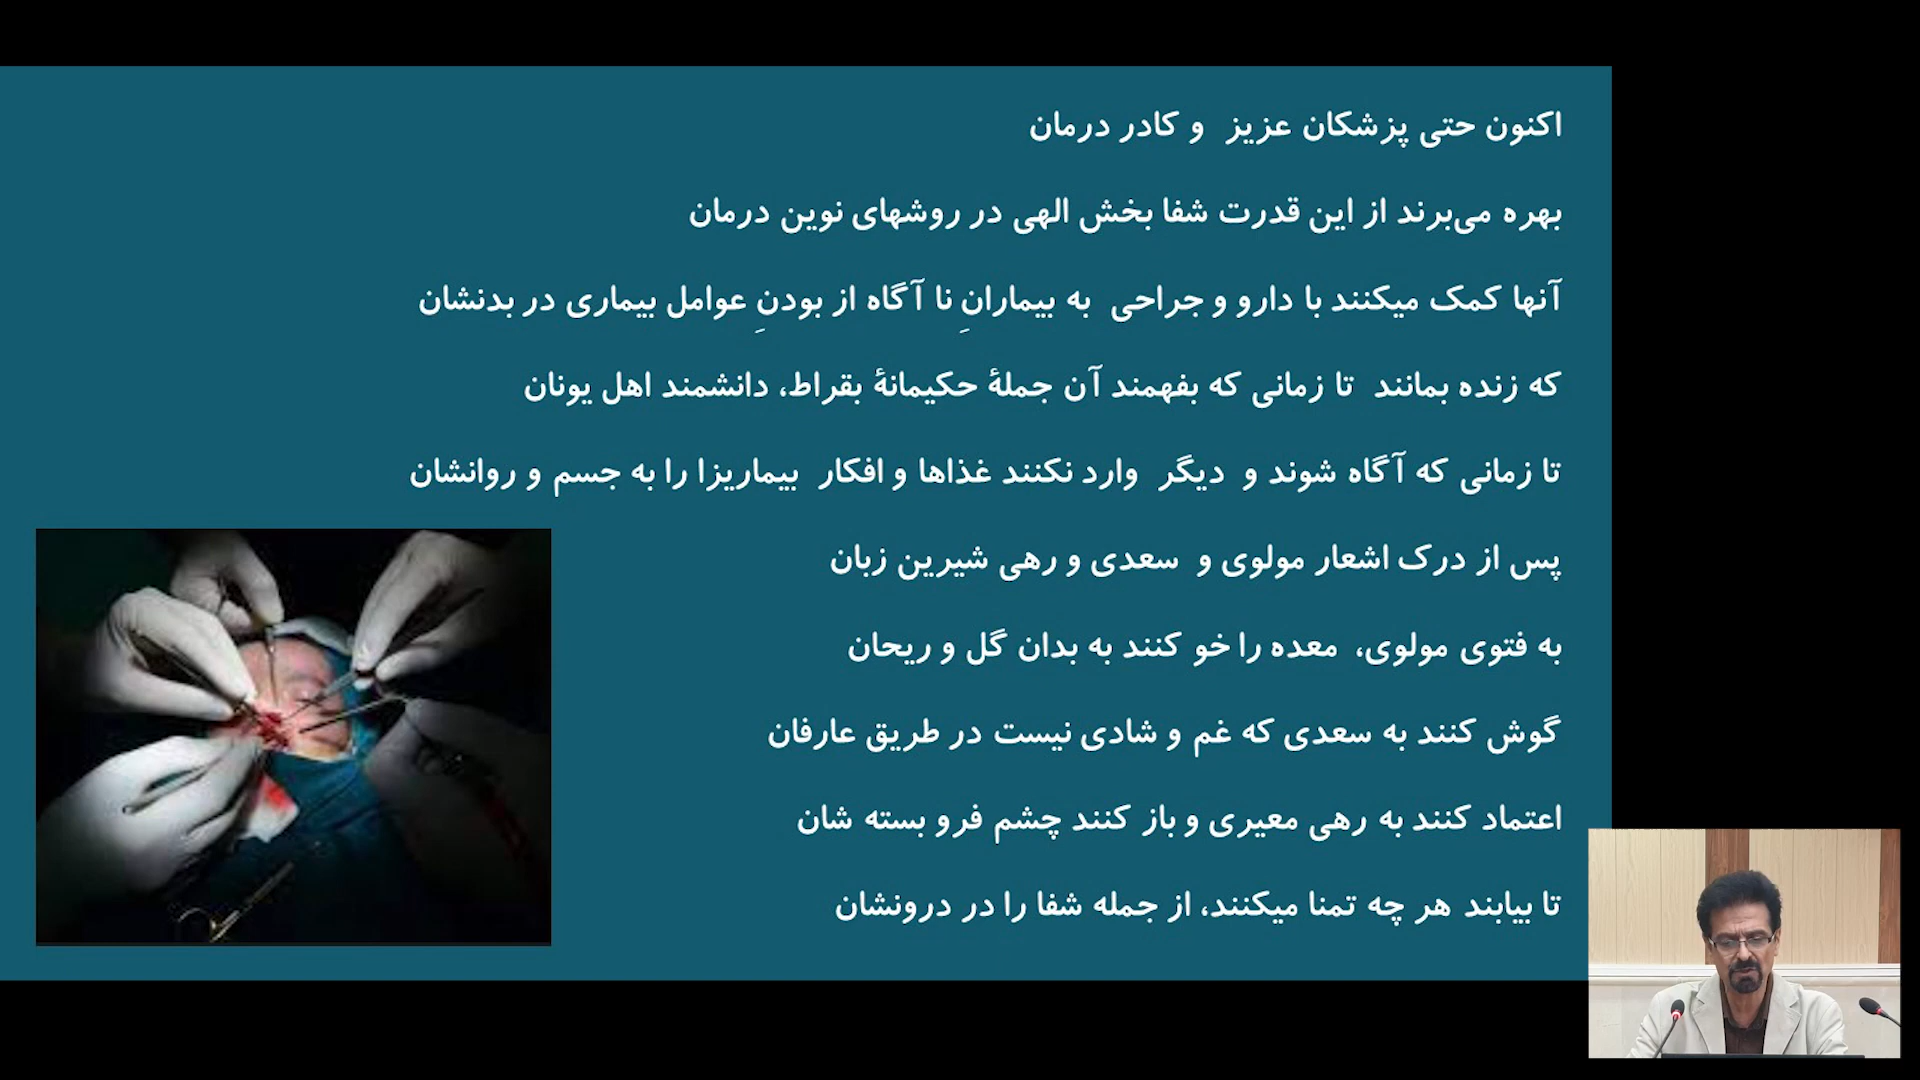 اکنون حتی پزشکان عزیز و کادر درمان
بهره می‌برند از این قدرت شفا بخش الهی در روشهای نوین درمان
آنها کمک میکنند با دارو و جراحی به بیمارانِ نا آگاه از بودنِ عوامل بیماری در بدنشان
که زنده بمانند تا زمانی که بفهمند آن جملهٔ حکیمانهٔ بقراط، دانشمند اهل یونان
تا زمانی که آگاه شوند و دیگر وارد نکنند غذاها و افکار بیماریزا را به جسم و روانشان
پس از درک اشعار مولوی و سعدی و رهی شیرین زبان
به فتوی مولوی، معده را خو کنند به بدان گل و ریحان
گوش کنند به سعدی که غم و شادی نیست در طریق عارفان
اعتماد کنند به رهی معیری و باز کنند چشم فرو بسته شان
تا بیابند هر چه تمنا میکنند، از جمله شفا را در درونشان